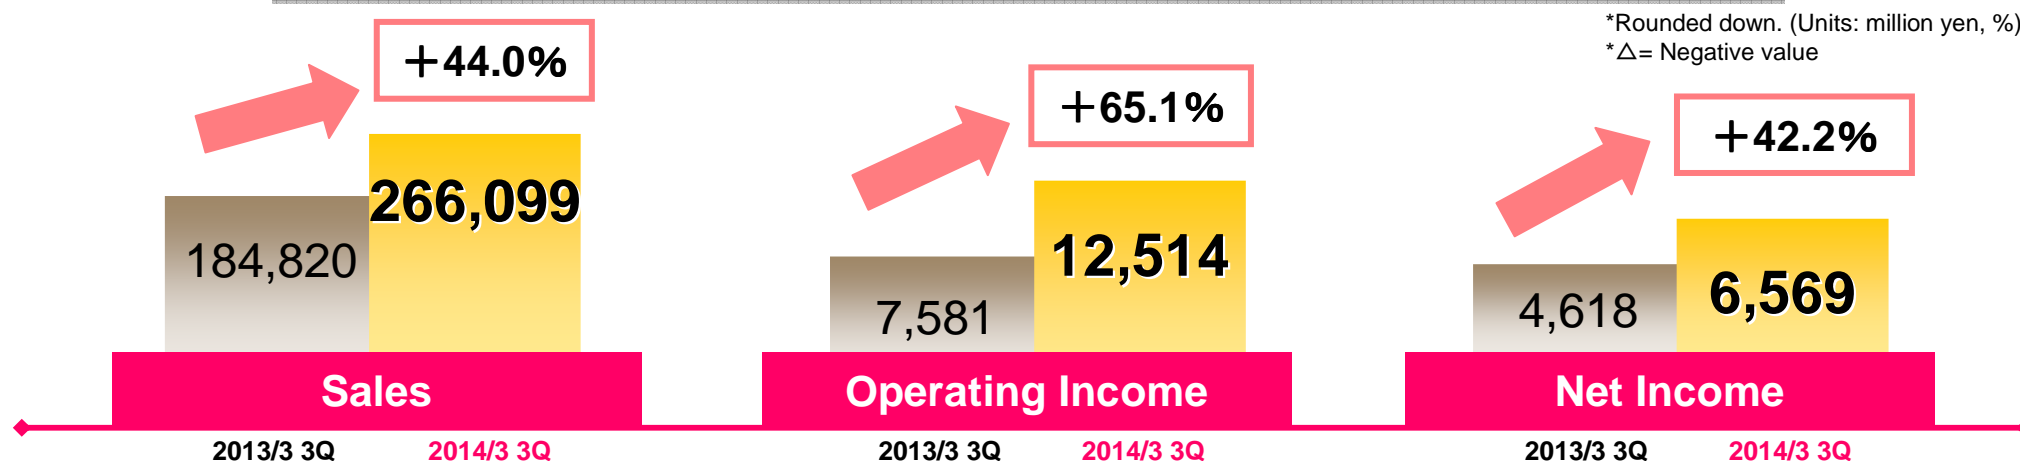 *Rounded down. (Units: million yen, %)
*△= Negative value
＋44.0%
＋65.1%
＋42.2%
184,820
266,099
7,581
12,514
4,618
6,569
Sales
Operating Income
Net Income
2013/3 3Q
2014/3 3Q
2013/3 3Q
2014/3 3Q
2013/3 3Q
2014/3 3Q